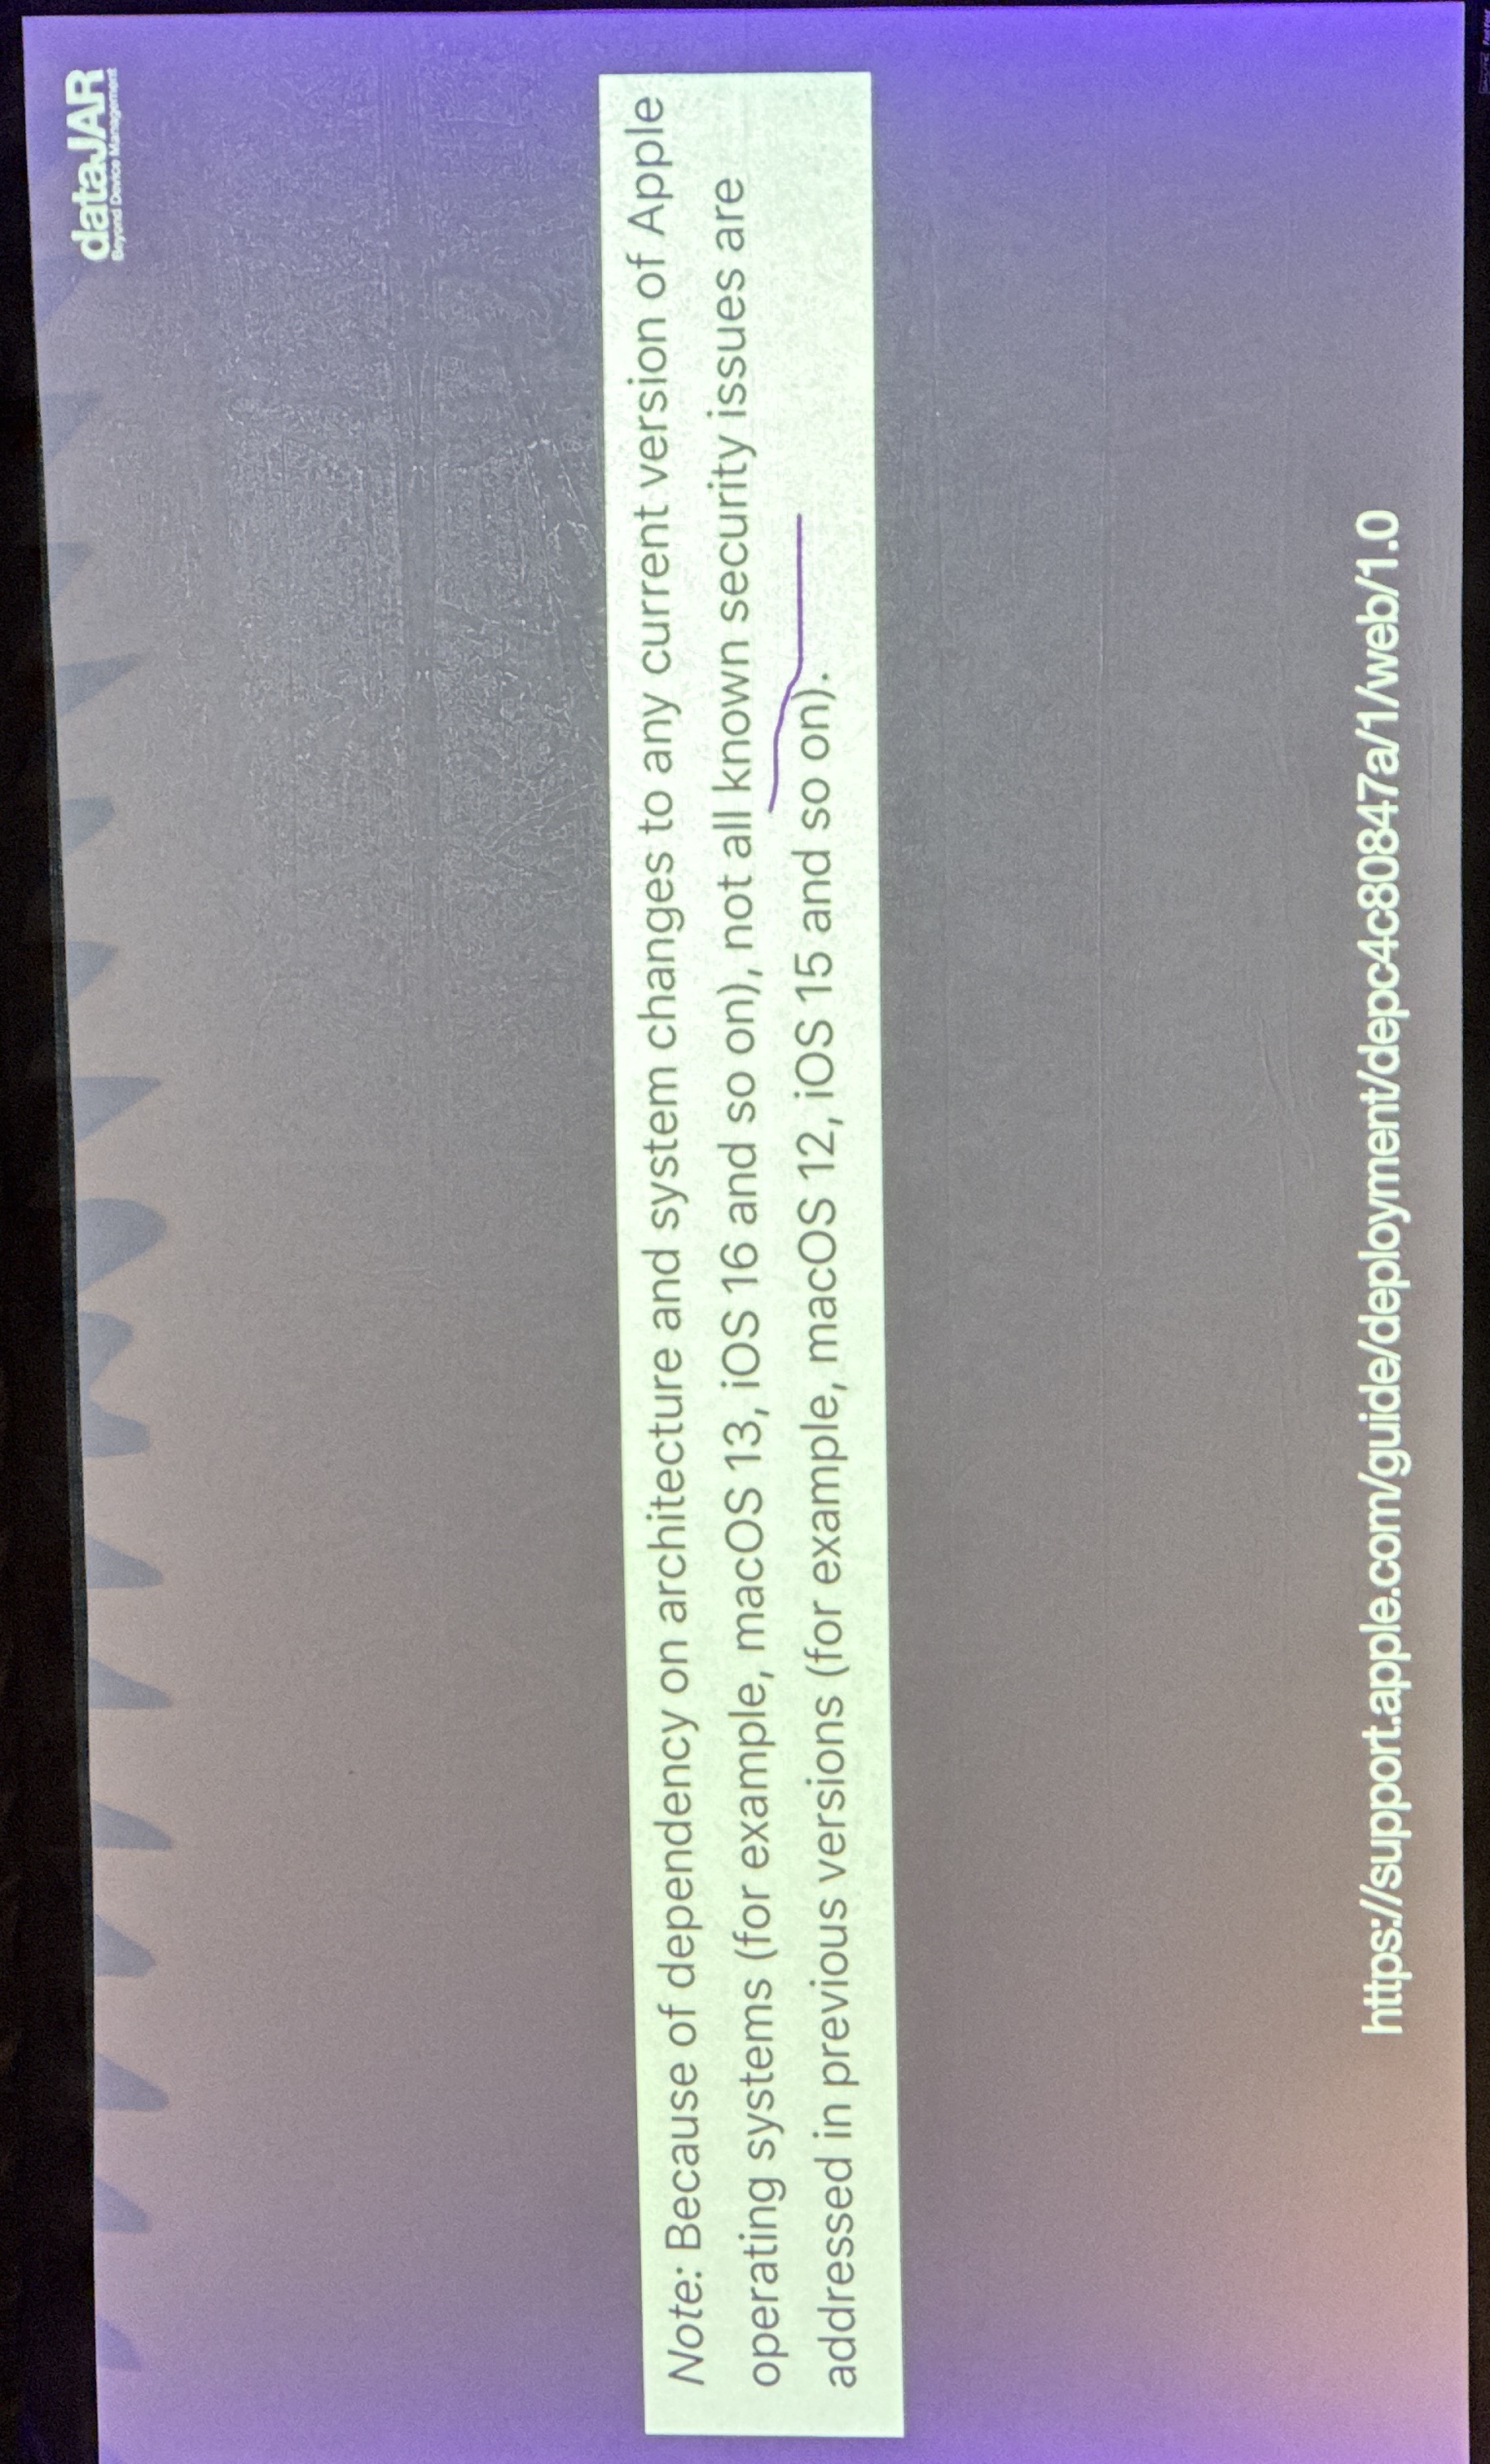 dataJAR
Beyond Device Management
Note: Because of dependency on architecture and system changes to any current version of Apple
operating systems (for example, macOS 13, iOS 16 and so on), not all known security issues are
addressed in previous versions (for example, macOS 12, iOS 15 and so on).
https://support.apple.com/guide/deployment/depc4c80847a/1/web/1.0